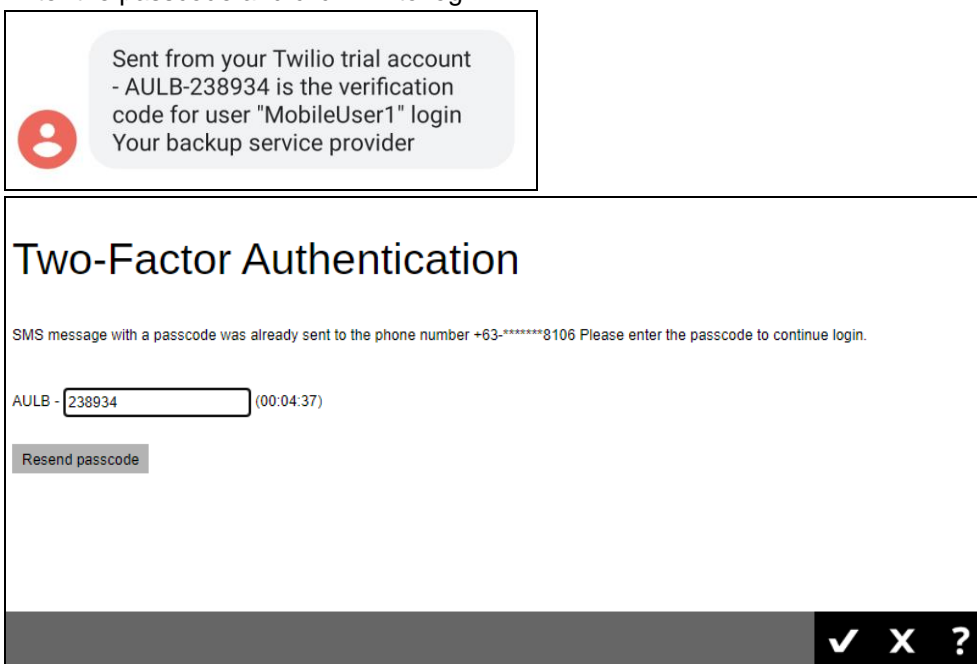 Sent from your Twilio trial account
- AULB-238934 is the verification
code for user "MobileUser1" login
Your backup service provider
Two-Factor Authentication
SMS message with a passcode was already sent to the phone number +63-*******8106 Please enter the passcode to continue login.
AULB - 238934 (00:04:37)
Resend passcode
?